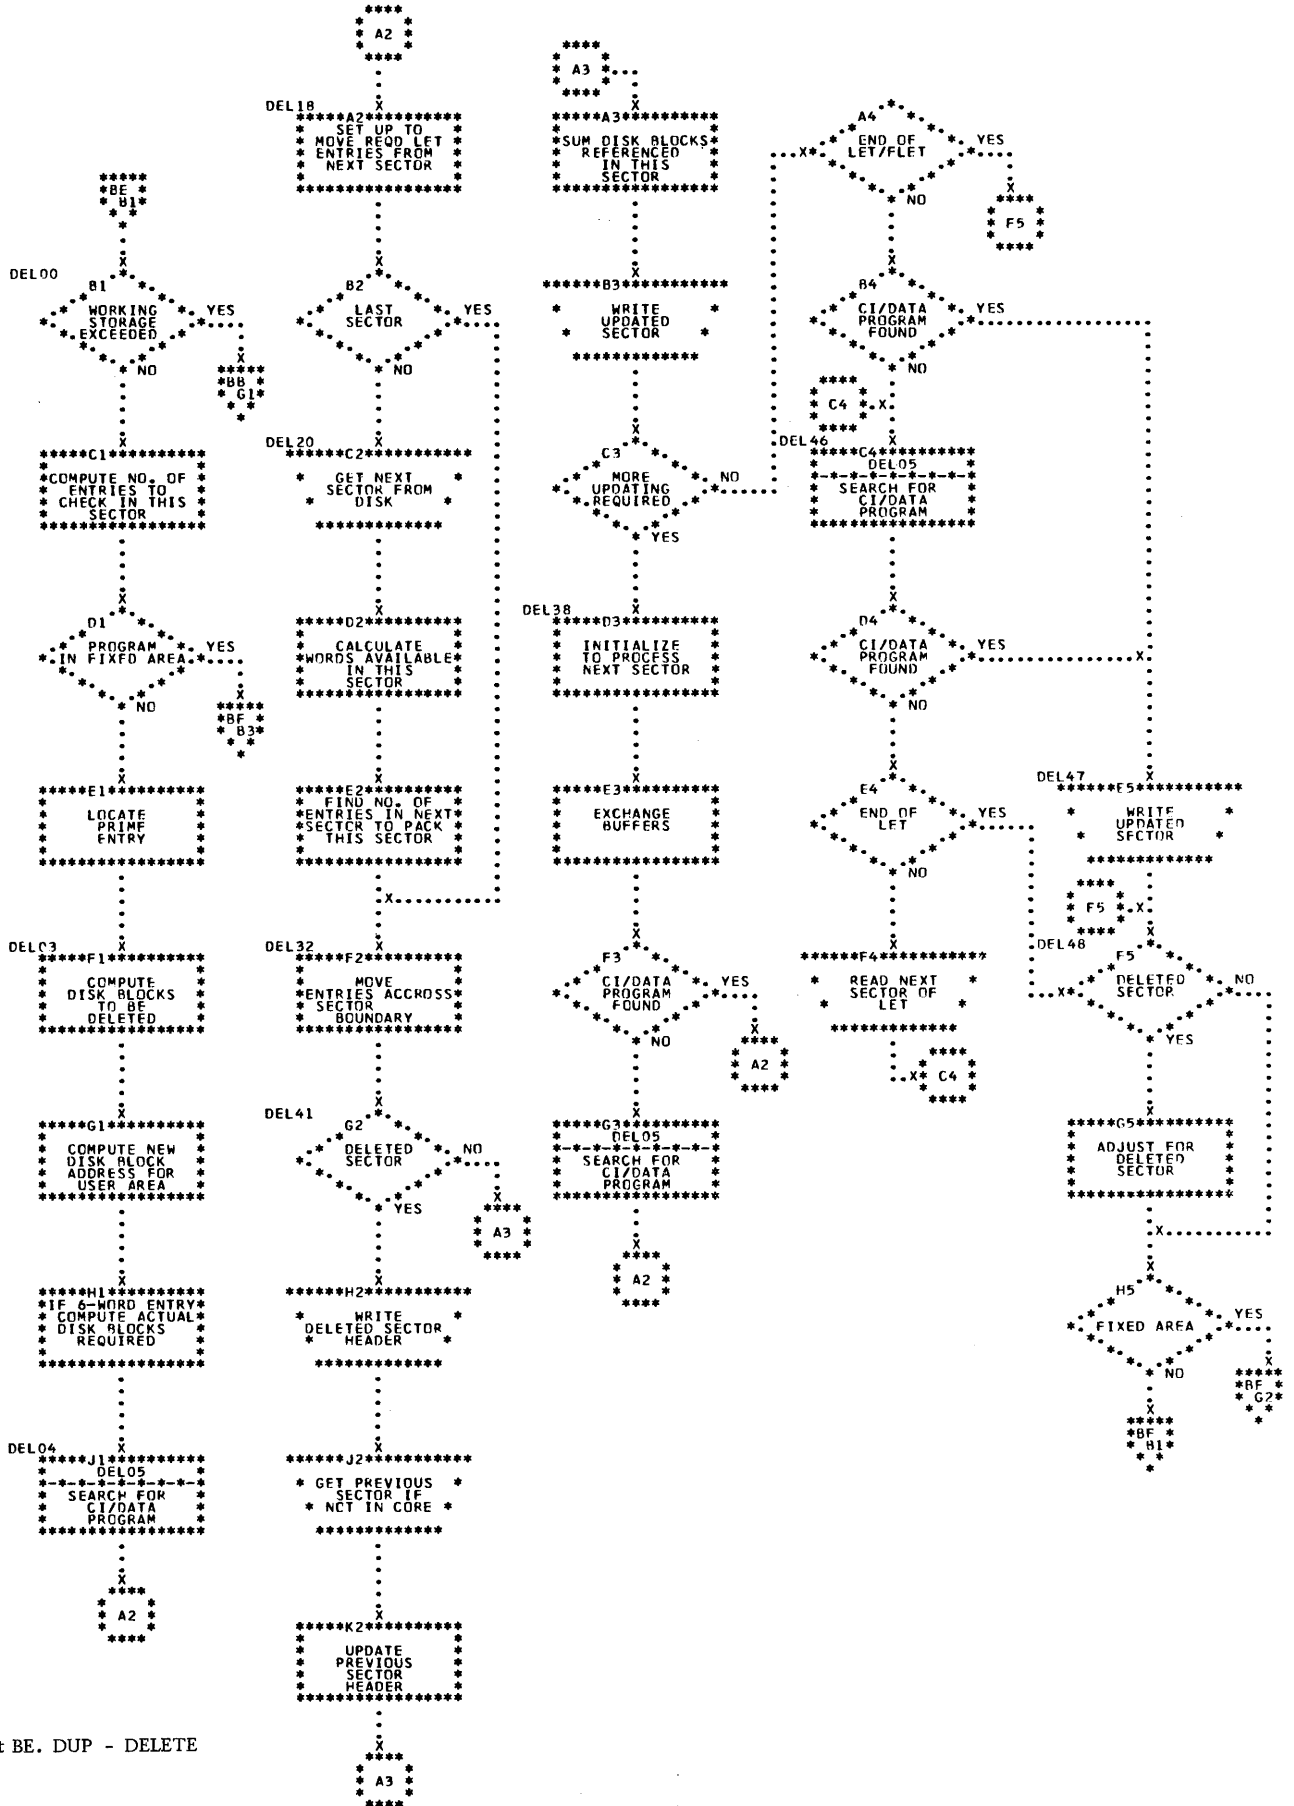 A2
DEL18
A2
SET UP TO
MOVE REQD LET
ENTRIES FROM
NEXT SECTOR
BE
B1
DEL00
B1
WORKING
STORAGE
EXCEEDED
YES
NO
BB
G1
C1
COMPUTE NO. OF
ENTRIES TO
CHECK IN THIS
SECTOR
D1
PROGRAM
IN FIXED AREA
YES
NO
BF
B3
E1
LOCATE
PRIME
ENTRY
DEL03
F1
COMPUTE
DISK BLOCKS
TO BE
DELETED
G1
COMPUTE NEW
DISK BLOCK
ADDRESS FOR
USER AREA
H1
IF 6-WORD ENTRY
COMPUTE ACTUAL
DISK BLOCKS
REQUIRED
DEL04
J1
DEL05
SEARCH FOR
CI/DATA
PROGRAM
A2
B2
LAST
SECTOR
YES
NO
DEL20
C2
GET NEXT
SECTOR FROM
DISK
D2
CALCULATE
WORDS AVAILABLE
IN THIS
SECTOR
E2
FIND NO. OF
ENTRIES IN NEXT
SECTOR TO PACK
THIS SECTOR
DEL32
F2
MOVE
ENTRIES ACCROSS
SECTOR
BOUNDARY
DEL41
G2
DELETED
SECTOR
NO
YES
A3
H2
WRITE
DELETED SECTOR
HEADER
J2
GET PREVIOUS
SECTOR IF
NCT IN CORE
K2
UPDATE
PREVIOUS
SECTOR
HEADER
A3
A3
A3
SUM DISK BLOCKS
REFERENCED
IN THIS
SECTOR
B3
WRITE
UPDATED
SECTOR
C3
MORE
UPDATING
REQUIRED
NO
YES
DEL38
D3
INITIALIZE
TO PROCESS
NEXT SECTOR
E3
EXCHANGE
BUFFERS
F3
CI/DATA
PROGRAM
FOUND
YES
NO
A2
G3
DEL05
SEARCH FOR
CI/DATA
PROGRAM
A2
A4
END OF
LET/FLET
YES
NO
F5
B4
CI/DATA
PROGRAM
FOUND
YES
NO
C4
DEL46
C4
DEL05
SEARCH FOR
CI/DATA
PROGRAM
D4
CI/DATA
PROGRAM
FOUND
YES
NO
E4
END OF
LET
YES
NO
F4
READ NEXT
SECTOR OF
LET
C4
DEL47
E5
WRITE
UPDATED
SECTOR
F5
DEL48
F5
DELETED
SECTOR
NO
YES
G5
ADJUST FOR
DELETED
SECTOR
H5
FIXED AREA
YES
NO
BF
G2
BF
B1
t BE. DUP - DELETE